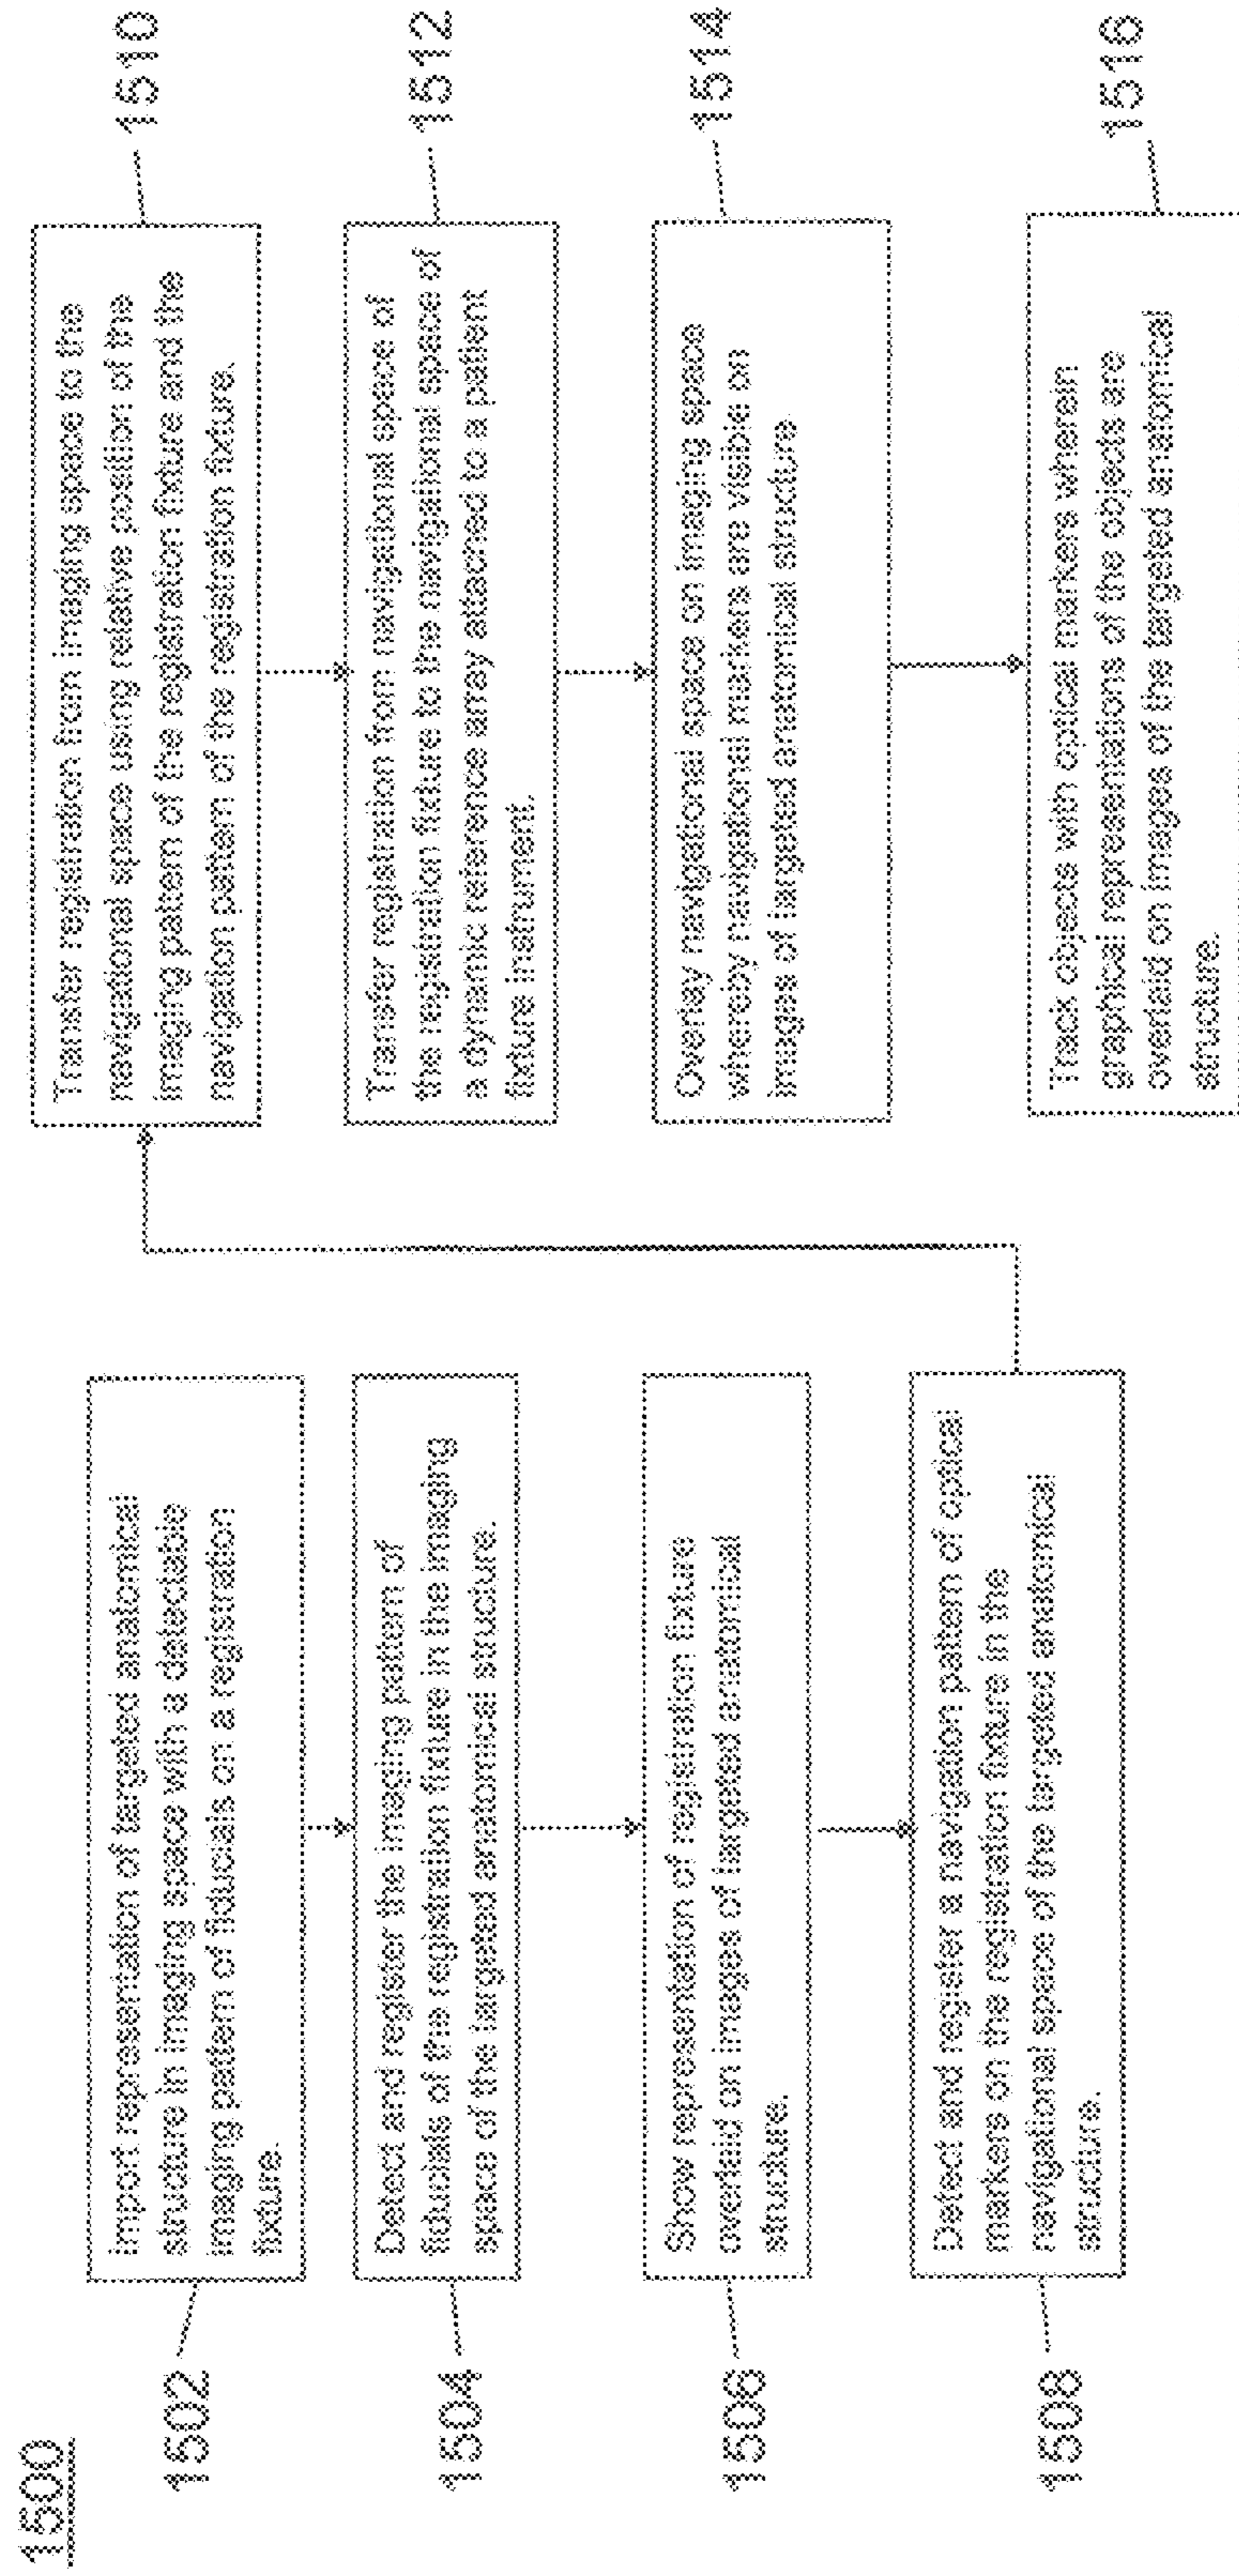 1500
1502
Import representation of targeted anatomical
structure in imaging space with a detectable
imaging pattern of fiducials on a registration
fixture.
1504
Detect and register the imaging pattern of
fiducials of the registration fixture in the imaging
space of the targeted anatomical structure.
1506
Show representation of registration fixture
overlaid on images of targeted anatomical
structure.
1508
Detect and register a navigation pattern of optical
markers on the registration fixture in the
navigational space of the targeted anatomical
structure.
1510
Transfer registration from imaging space to the
navigational space using relative position of the
imaging pattern of the registration fixture and the
navigation pattern of the registration fixture.
1512
Transfer registration from navigational space of
the registration fixture to the navigational space of
a dynamic reference array attached to a patient
fixture instrument.
1514
Overlay navigational space on imaging space
whereby navigational markers are visible on
images of targeted anatomical structure.
1516
Track objects with optical markers wherein
graphical representations of the objects are
overlaid on images of the targeted anatomical
structure.